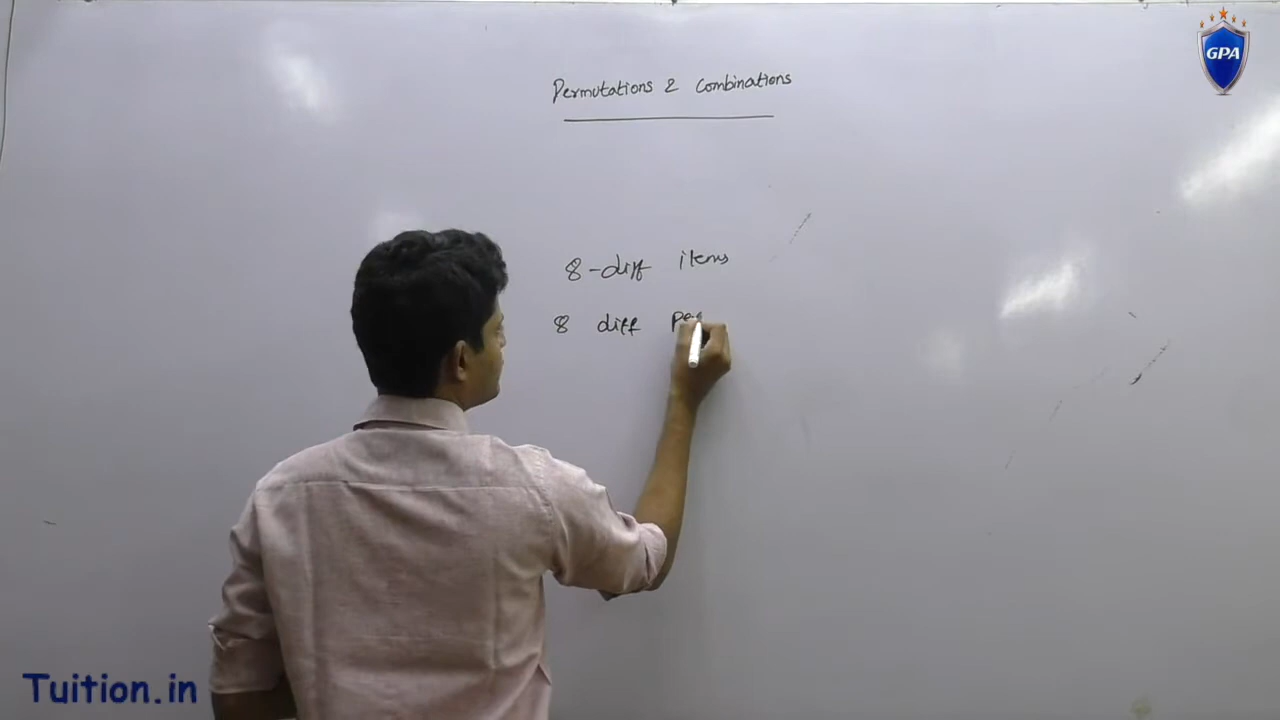 GPA
Permutations & Combinations
8-diff items
8 diff
Tuition.in